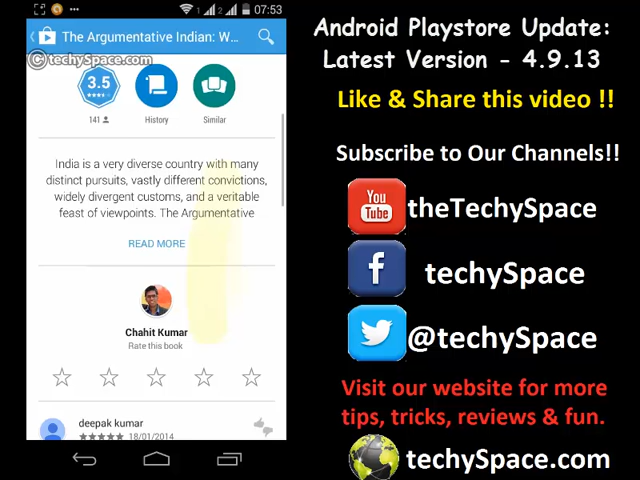 07:53
The Argumentative Indian: W...
© techySpace.com
3.5
141
History
Similar
India is a very diverse country with many
distinct pursuits, vastly different convictions,
widely divergent customs, and a veritable
feast of viewpoints. The Argumentative
READ MORE
Chahit Kumar
Rate this book
deepak kumar
18/01/2014
Android Playstore Update:
Latest Version - 4.9.13
Like & Share this video !!
Subscribe to Our Channels!!
You Tube
theTechySpace
f
techySpace
@techySpace
Visit our website for more
tips, tricks, reviews & fun.
techySpace.com